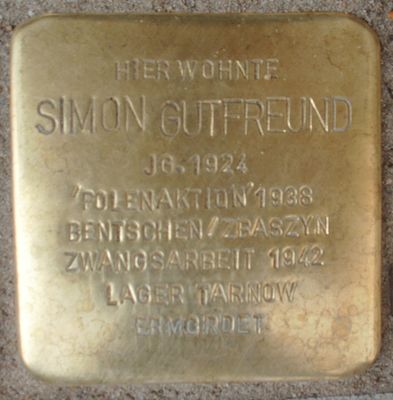 HIER WOHNTE
SIMON GUTFREUND
JG. 1924
'POLENAKTION' 1938
BENTSCHEN/ZBASZYN
ZWANGSARBEIT 1942
LAGER TARNOW
ERMORDET